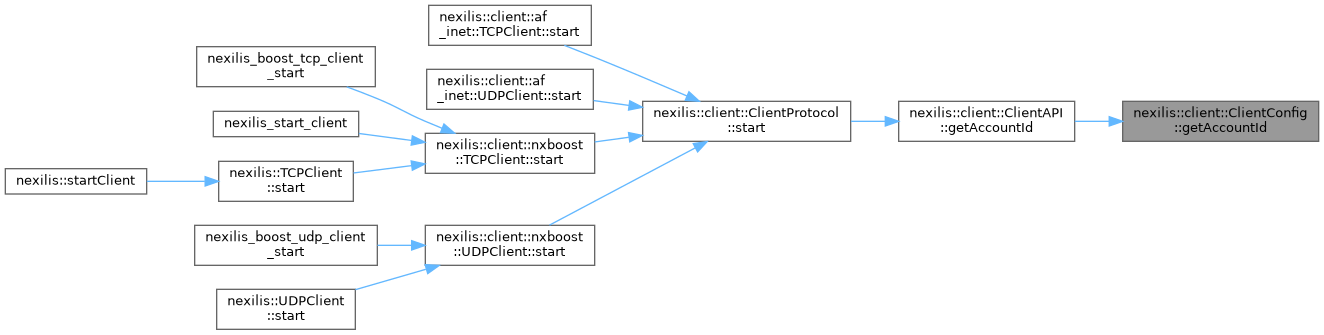 nexilis::client::af
_inet::TCPClient::start
nexilis_boost_tcp_client
_start
nexilis::client::af
_inet::UDPClient::start
nexilis_start_client
nexilis::client::ClientProtocol
::start
nexilis::client::ClientAPI
::getAccountId
nexilis::client::ClientConfig
::getAccountId
nexilis::client::nxboost
::TCPClient::start
nexilis::startClient
nexilis::TCPClient
::start
nexilis_boost_udp_client
_start
nexilis::client::nxboost
::UDPClient::start
nexilis::UDPClient
::start